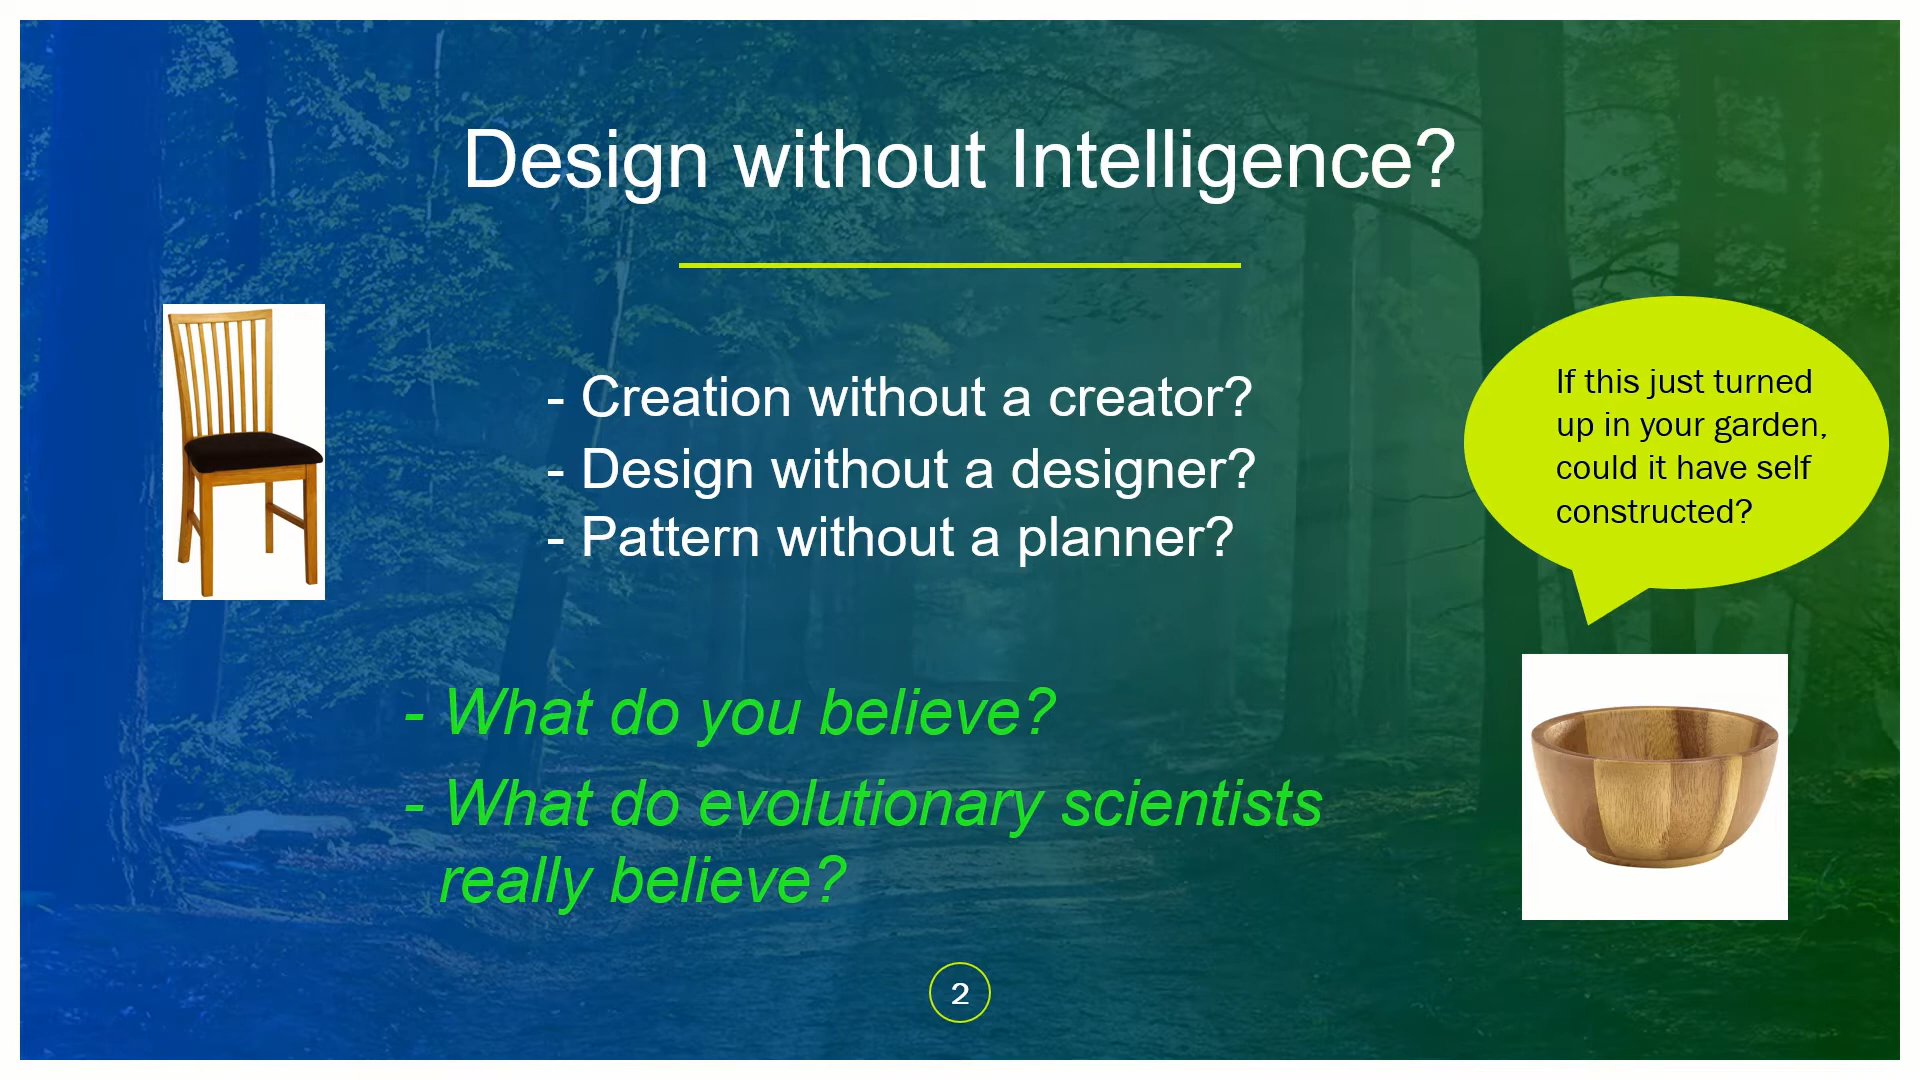 Design without Intelligence?
- Creation without a creator?
- Design without a designer?
- Pattern without a planner?
If this just turned
up in your garden,
could it have self
constructed?
- What do you believe?
- What do evolutionary scientists
really believe?
2